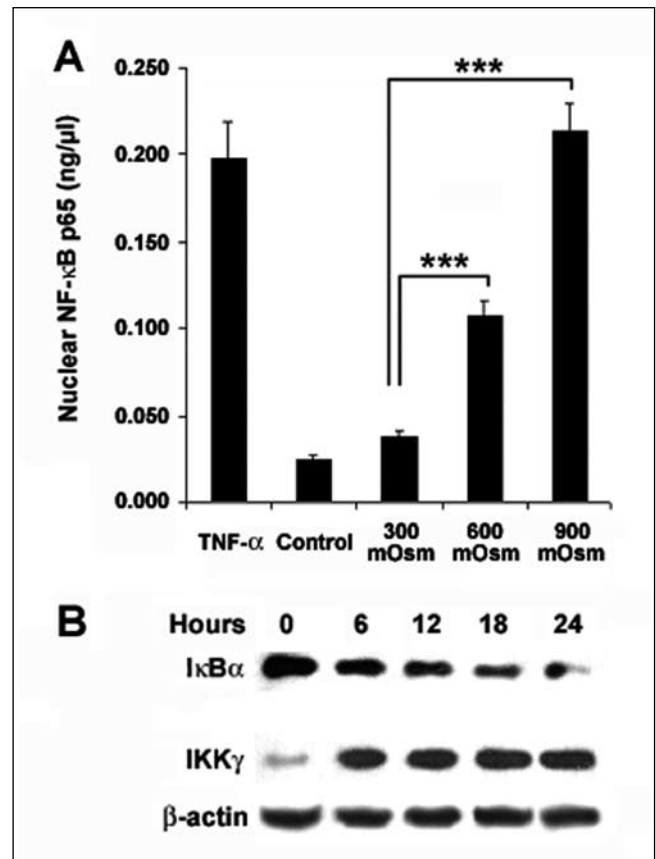 A
Nuclear NF-κB p65 (ng/μl)
0.250
0.200
0.150
0.100
0.050
0.000
***
***
TNF-α Control 300 mOsm 600 mOsm 900 mOsm
B
Hours 0 6 12 18 24
IκBα
IKKγ
β-actin